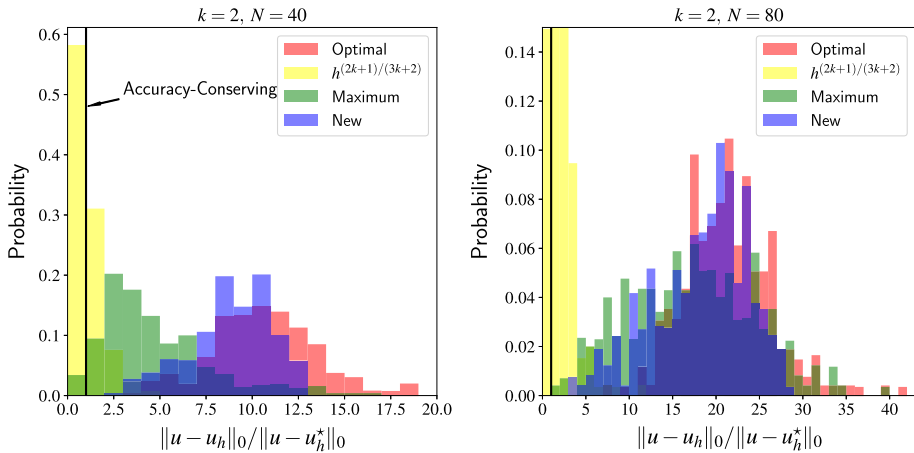 k = 2, N = 40
Optimal
h^{(2k+1)/(3k+2)}
Maximum
New
Accuracy-Conserving
Probability
0.6
0.5
0.4
0.3
0.2
0.1
0.0
0.0 2.5 5.0 7.5 10.0 12.5 15.0 17.5 20.0
‖u − u_h‖_0/‖u − u_h^⋆‖_0
k = 2, N = 80
Optimal
h^{(2k+1)/(3k+2)}
Maximum
New
Probability
0.14
0.12
0.10
0.08
0.06
0.04
0.02
0.00
0 5 10 15 20 25 30 35 40
‖u − u_h‖_0/‖u − u_h^⋆‖_0